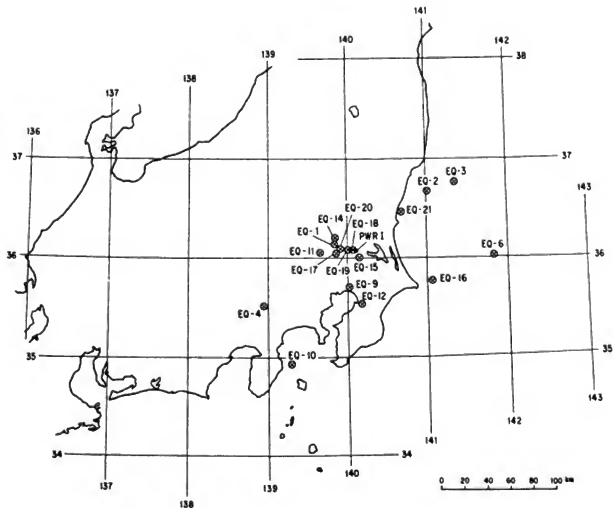 141
140
142
139
38
137
138
136
37
37
EQ-3
EQ-2
143
EQ-20
EQ-14
EQ-18
EQ-21
EQ-1
PWRI
EQ-6
36
EQ-11
36
EQ-17
EQ-19
EQ-15
EQ-16
EQ-9
EQ-12
EQ-4
35
35
EQ-10
143
142
141
34
34
140
139
137
138
0 20 40 60 80 100 km